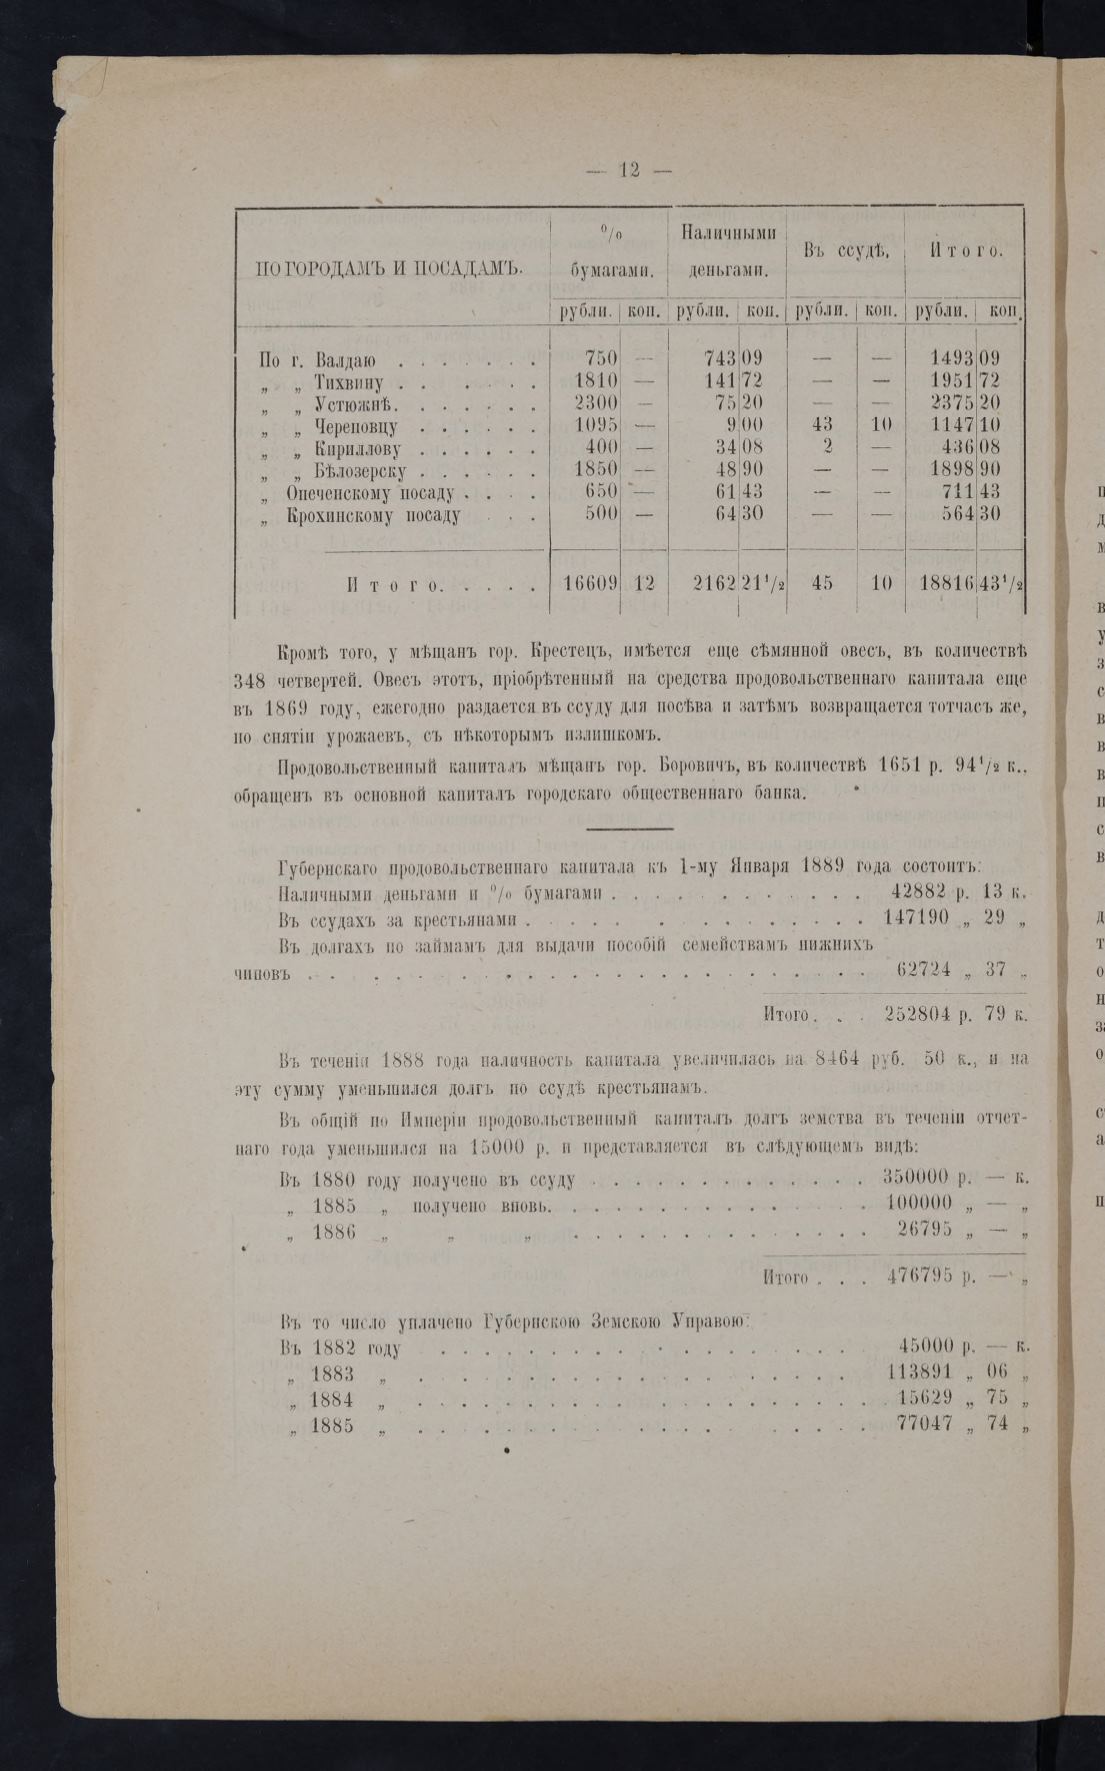 — 12 —
ПО ГОРОДАМЪ И ПОСАДАМЪ. % бумагами. Наличными деньгами. Въ ссудѣ, Итого.
рубли. коп. рубли. коп. рубли. коп. рубли. коп.
По г. Валдаю . . . . . . . 750 — 743 09 — — 1493 09
„ „ Тихвину . . . . . . 1810 — 141 72 — — 1951 72
„ „ Устюжнѣ. . . . . . . 2300 — 75 20 — — 2375 20
„ „ Череповцу . . . . . . 1095 — 9 00 43 10 1147 10
„ „ Кириллову . . . . . . 400 — 34 08 2 — 436 08
„ „ Бѣлозерску . . . . . . 1850 — 48 90 — — 1898 90
„ Опеченскому посаду . . . . 650 — 61 43 — — 711 43
„ Крохинскому посаду . . . 500 — 64 30 — — 564 30
Итого. . . . . 16609 12 2162 21¹/₂ 45 10 18816 43¹/₂
Кромѣ того, у мѣщанъ гор. Крестецъ, имѣется еще сѣмянной овесъ, въ количествѣ
348 четвертей. Овесъ этотъ, пріобрѣтенный на средства продовольственнаго капитала еще
въ 1869 году, ежегодно раздается въ ссуду для посѣва и затѣмъ возвращается тотчасъ же,
по снятіи урожаевъ, съ нѣкоторымъ излишкомъ.
Продовольственный капиталъ мѣщанъ гор. Боровичъ, въ количествѣ 1651 р. 94¹/₂ к.,
обращенъ въ основной капиталъ городскаго общественнаго банка.
Губернскаго продовольственнаго капитала къ 1-му Января 1889 года состоитъ:
Наличными деньгами и % бумагами . . . . . . . . . . . 42882 р. 13 к.
Въ ссудахъ за крестьянами . . . . . . . . . . . . . 147190 „ 29 „
Въ долгахъ по займамъ для выдачи пособій семействамъ нижнихъ
чиновъ . . . . . . . . . . . . . . . . . . . . . . . 62724 „ 37 „
Итого. . . 252804 р. 79 к.
Въ теченіи 1888 года наличность капитала увеличилась на 8464 руб. 50 к., и на
эту сумму уменьшился долгъ по ссудѣ крестьянамъ.
Въ общій по Имперіи продовольственный капиталъ долгъ земства въ теченіи отчет-
наго года уменьшился на 15000 р. и представляется въ слѣдующемъ видѣ:
Въ 1880 году получено въ ссуду . . . . . . . . . . . . 350000 р. — к.
„ 1885 „ получено вновь. . . . . . . . . . . . . . 100000 „ — „
„ 1886 „ „ „ . . . . . . . . . . . . . 26795 „ — „
Итого . . . 476795 р. — „
Въ то число уплачено Губернскою Земскою Управою:
Въ 1882 году . . . . . . . . . . . . . . . . . . 45000 р. — к.
„ 1883 „ . . . . . . . . . . . . . . . . . . 113891 „ 06 „
„ 1884 „ . . . . . . . . . . . . . . . . . . . 15629 „ 75 „
„ 1885 „ . . . . . . . . . . . . . . . . . . 77047 „ 74 „